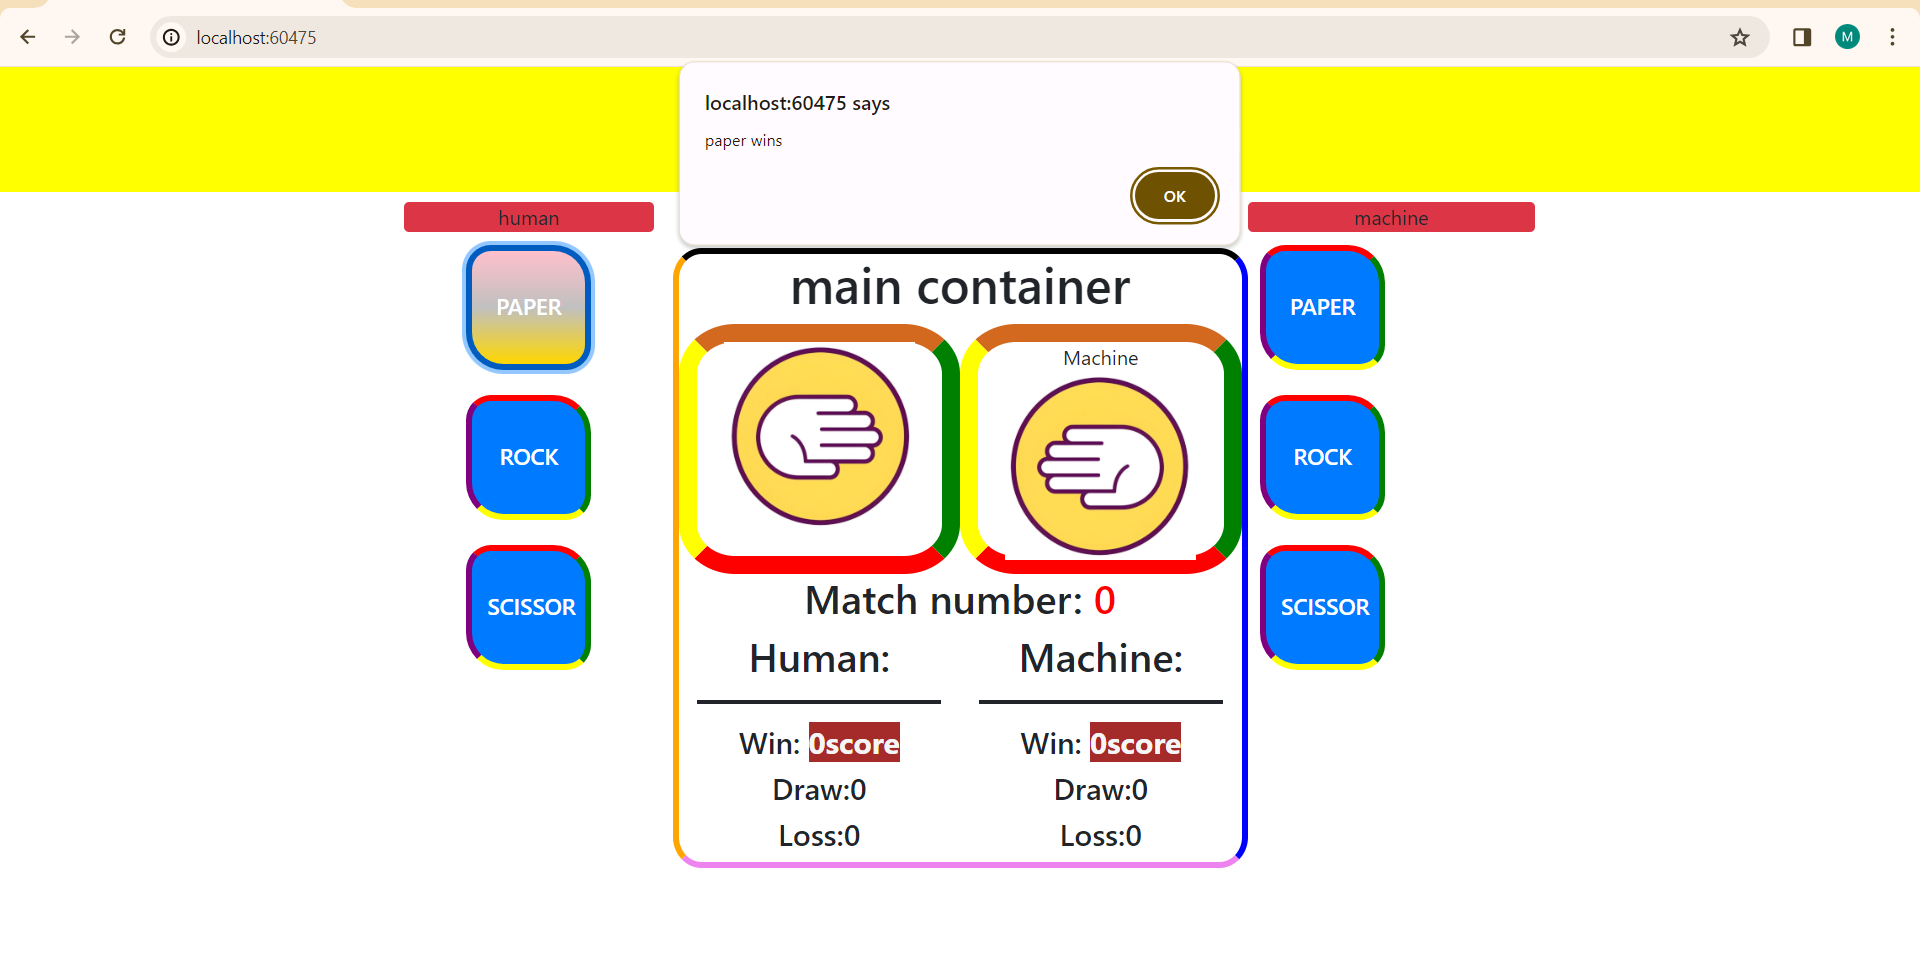 localhost:60475
M
localhost:60475 says
paper wins
OK
human
machine
PAPER
ROCK
SCISSOR
main container
Machine
Match number: 0
Human:
Win: 0score
Draw:0
Loss:0
Machine:
Win: 0score
Draw:0
Loss:0
PAPER
ROCK
SCISSOR